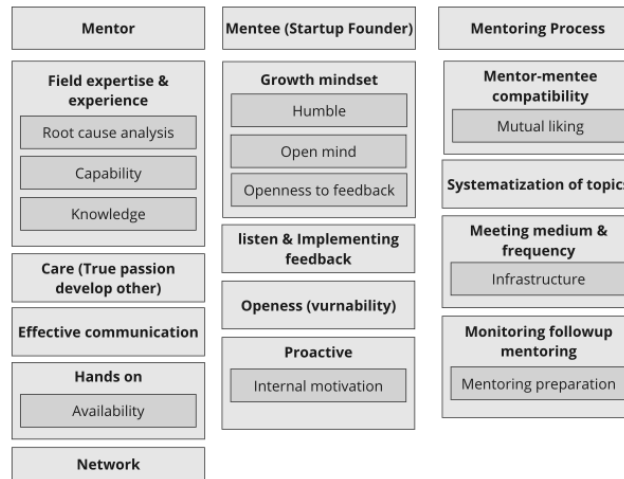 Mentor
Field expertise &
experience
Root cause analysis
Capability
Knowledge
Care (True passion
develop other)
Effective communication
Hands on
Availability
Network
Mentee (Startup Founder)
Growth mindset
Humble
Open mind
Openness to feedback
listen & Implementing
feedback
Openess (vurnability)
Proactive
Internal motivation
Mentoring Process
Mentor-mentee
compatibility
Mutual liking
Systematization of topics
Meeting medium &
frequency
Infrastructure
Monitoring followup
mentoring
Mentoring preparation